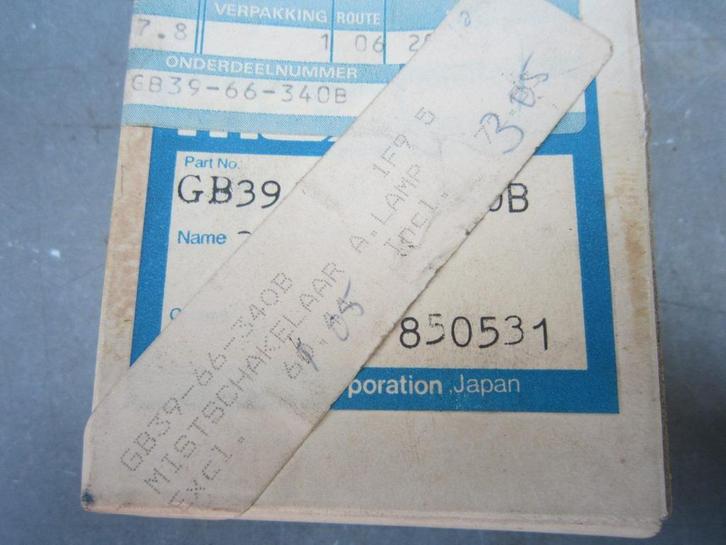 VERPAKKING ROUTE
7.8 1 06
ONDERDEELNUMMER
GB39-66-340B
Part No.
GB39 0B
Name
850531
poration Japan
GB39-66-340B 1F9 5
MISTSCHAKELAAR A.LAMP
Excl. Incl.